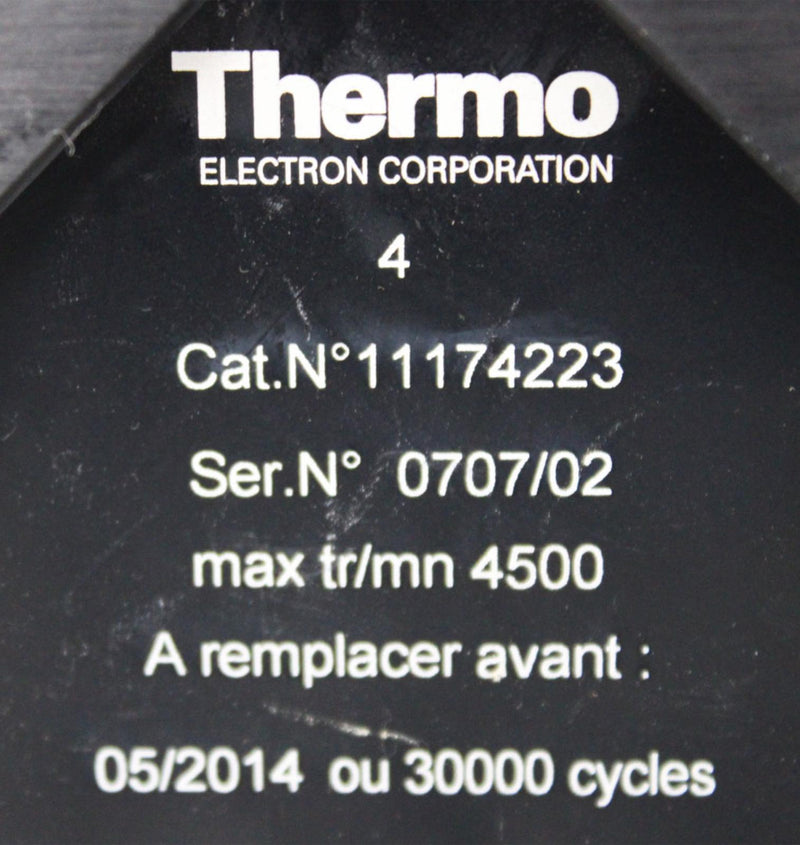 Thermo
ELECTRON CORPORATION
4
Cat.N°11174223
Ser.N° 0707/02
max tr/mn 4500
A remplacer avant :
05/2014 ou 30000 cycles